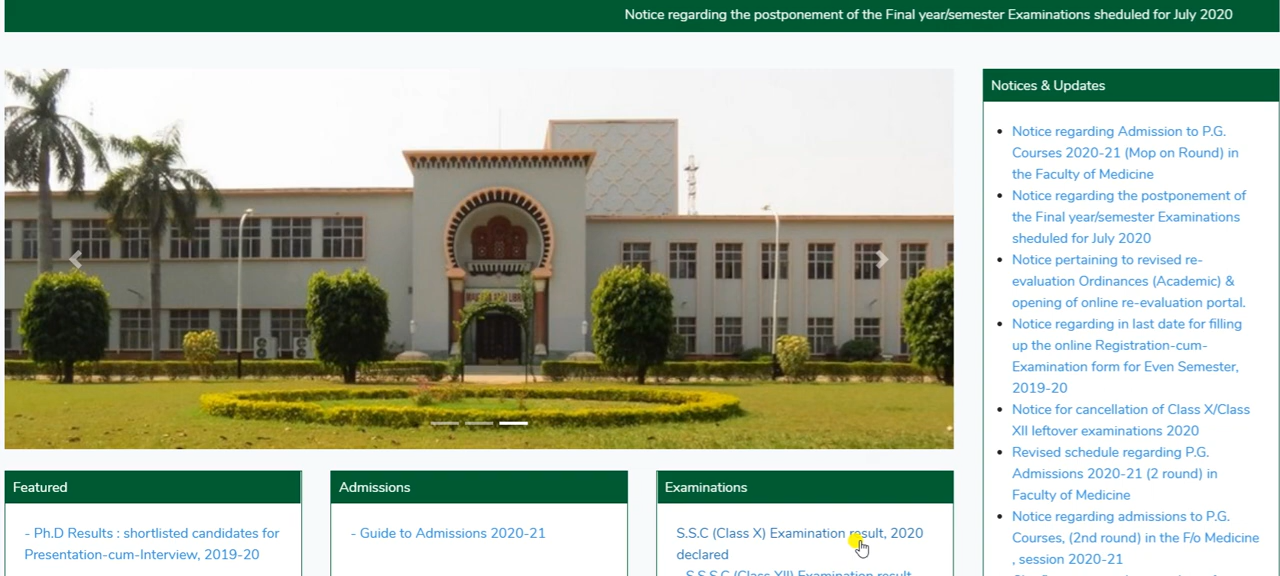 Notice regarding the postponement of the Final year/semester Examinations sheduled for July 2020
Notices & Updates
Notice regarding Admission to P.G.
Courses 2020-21 (Mop on Round) in
the Faculty of Medicine
Notice regarding the postponement of
the Final year/semester Examinations
sheduled for July 2020
Notice pertaining to revised re-
evaluation Ordinances (Academic) &
opening of online re-evaluation portal.
Notice regarding in last date for filling
up the online Registration-cum-
Examination form for Even Semester,
2019-20
Notice for cancellation of Class X/Class
XII leftover examinations 2020
Revised schedule regarding P.G.
Admissions 2020-21 (2 round) in
Faculty of Medicine
Notice regarding admissions to P.G.
Courses, (2nd round) in the F/o Medicine
, session 2020-21
Featured
- Ph.D Results : shortlisted candidates for
Presentation-cum-Interview, 2019-20
Admissions
- Guide to Admissions 2020-21
Examinations
S.S.C (Class X) Examination result, 2020
declared
- S.S.S.C (Class XII) Examination result